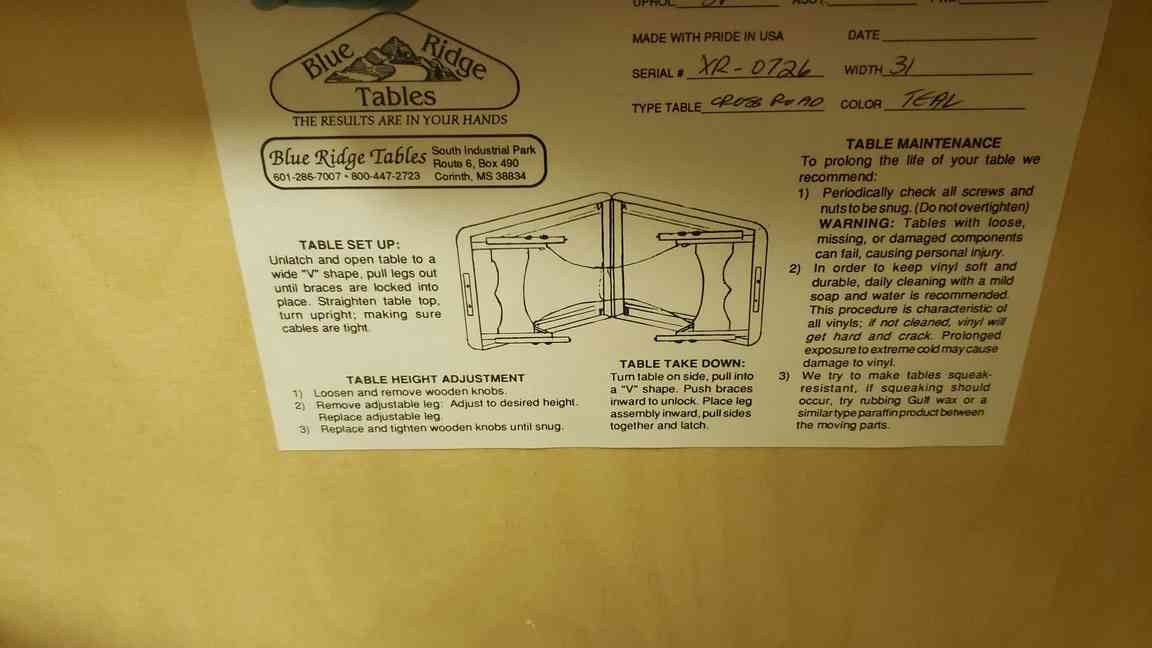 UPHOL.
MADE WITH PRIDE IN USA DATE
SERIAL # XR-0726 WIDTH 31
TYPE TABLE CROSS ROAD COLOR TEAL
Blue Ridge
Tables
THE RESULTS ARE IN YOUR HANDS
Blue Ridge Tables
601-286-7007 • 800-447-2723
South Industrial Park
Route 6, Box 490
Corinth, MS 38834
TABLE SET UP:
Unlatch and open table to a
wide "V" shape, pull legs out
until braces are locked into
place. Straighten table top,
turn upright; making sure
cables are tight.
TABLE HEIGHT ADJUSTMENT
1) Loosen and remove wooden knobs.
2) Remove adjustable leg: Adjust to desired height.
Replace adjustable leg.
3) Replace and tighten wooden knobs until snug.
TABLE TAKE DOWN:
Turn table on side, pull into
a "V" shape. Push braces
inward to unlock. Place leg
assembly inward, pull sides
together and latch.
TABLE MAINTENANCE
To prolong the life of your table we
recommend:
1) Periodically check all screws and
nuts to be snug. (Do not overtighten)
WARNING: Tables with loose,
missing, or damaged components
can fail, causing personal injury.
2) In order to keep vinyl soft and
durable, daily cleaning with a mild
soap and water is recommended.
This procedure is characteristic of
all vinyls; if not cleaned, vinyl will
get hard and crack. Prolonged
exposure to extreme cold may cause
damage to vinyl.
3) We try to make tables squeak-
resistant, if squeaking should
occur, try rubbing Gulf wax or a
similar type paraffin product between
the moving parts.